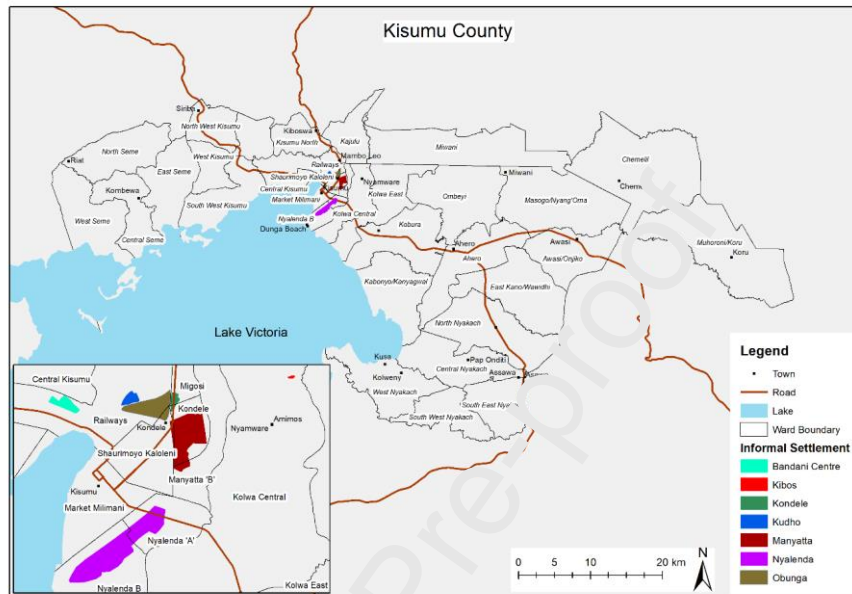 Kisumu County
Siriba
North West Kisumu
Kiboswa
Kisumu North
Kajulu
Miwani
North Seme
West Kisumu
Mambo Leo
Chemelil
Riat
East Seme
Railways
Shaurimoyo Kaloleni
Nyamware
Miwani
Chem
Kombewa
Central Kisumu
Kolwa East
Ombeyi
Masogo/Nyang'Oma
South West Kisumu
Market Milimani
West Seme
Nyalenda B
Kolwa Central
Dunga Beach
Kobura
Muhoroni/Koru
Central Seme
Ahero
Awasi
Koru
Ahero
Awasi/Onjiko
Kabonyo/Kanyagwal
East Kano/Wawidhi
North Nyakach
Lake Victoria
Kusa
Pap Onditi
Kolweny
Central Nyakach
Assawa
West Nyakach
South East Nyakach
South West Nyakach
Central Kisumu
Migosi
Kondele
Railways
Kondele
Nyamware
Amimos
Shaurimoyo Kaloleni
Manyatta 'B'
Kisumu
Kolwa Central
Market Milimani
Nyalenda 'A'
Nyalenda B
Kolwa East
Legend
Town
Road
Lake
Ward Boundary
Informal Settlement
Bandani Centre
Kibos
Kondele
Kudho
Manyatta
Nyalenda
Obunga
0 5 10 20 km
N
Pre-proof